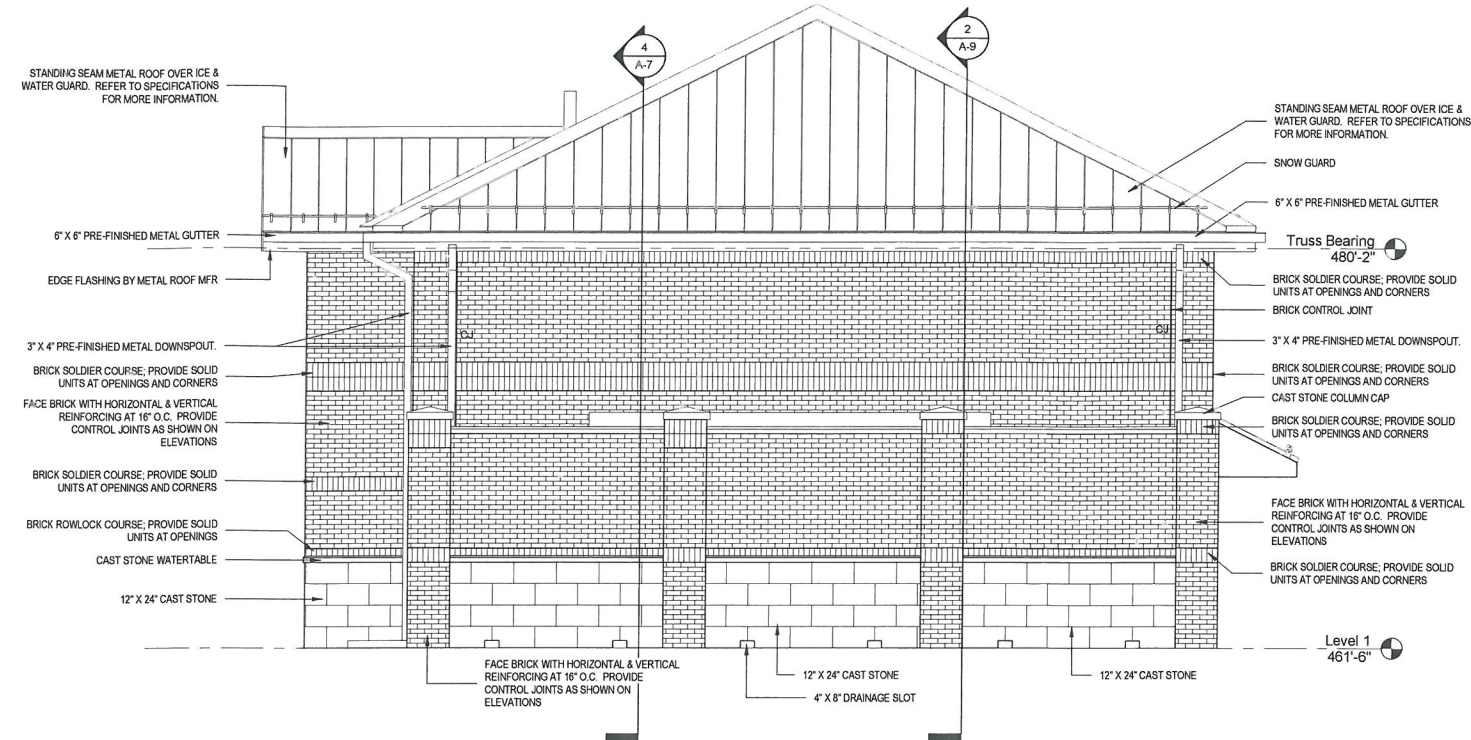 4
A-7
2
A-9
STANDING SEAM METAL ROOF OVER ICE &
WATER GUARD. REFER TO SPECIFICATIONS
FOR MORE INFORMATION.
6" X 6" PRE-FINISHED METAL GUTTER
EDGE FLASHING BY METAL ROOF MFR
3" X 4" PRE-FINISHED METAL DOWNSPOUT.
BRICK SOLDIER COURSE; PROVIDE SOLID
UNITS AT OPENINGS AND CORNERS
FACE BRICK WITH HORIZONTAL & VERTICAL
REINFORCING AT 16" O.C. PROVIDE
CONTROL JOINTS AS SHOWN ON
ELEVATIONS
BRICK SOLDIER COURSE; PROVIDE SOLID
UNITS AT OPENINGS AND CORNERS
BRICK ROWLOCK COURSE; PROVIDE SOLID
UNITS AT OPENINGS
CAST STONE WATERTABLE
12" X 24" CAST STONE
CJ
CJ
STANDING SEAM METAL ROOF OVER ICE &
WATER GUARD. REFER TO SPECIFICATIONS
FOR MORE INFORMATION.
SNOW GUARD
6" X 6" PRE-FINISHED METAL GUTTER
Truss Bearing
480'-2"
BRICK SOLDIER COURSE; PROVIDE SOLID
UNITS AT OPENINGS AND CORNERS
BRICK CONTROL JOINT
3" X 4" PRE-FINISHED METAL DOWNSPOUT.
BRICK SOLDIER COURSE; PROVIDE SOLID
UNITS AT OPENINGS AND CORNERS
CAST STONE COLUMN CAP
BRICK SOLDIER COURSE; PROVIDE SOLID
UNITS AT OPENINGS AND CORNERS
FACE BRICK WITH HORIZONTAL & VERTICAL
REINFORCING AT 16" O.C. PROVIDE
CONTROL JOINTS AS SHOWN ON
ELEVATIONS
BRICK SOLDIER COURSE; PROVIDE SOLID
UNITS AT OPENINGS AND CORNERS
Level 1
461'-6"
FACE BRICK WITH HORIZONTAL & VERTICAL
REINFORCING AT 16" O.C. PROVIDE
CONTROL JOINTS AS SHOWN ON
ELEVATIONS
12" X 24" CAST STONE
4" X 8" DRAINAGE SLOT
12" X 24" CAST STONE